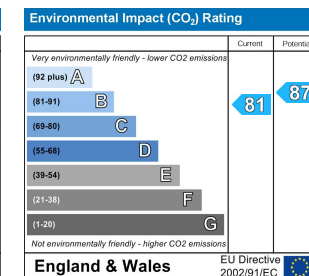 Environmental Impact (CO₂) Rating
Current Potentia
Very environmentally friendly - lower CO2 emissions
(92 plus) A
(81-91) B
(69-80) C
(55-68) D
(39-54) E
(21-38) F
(1-20) G
81
87
Not environmentally friendly - higher CO2 emissions
England & Wales
EU Directive
2002/91/EC